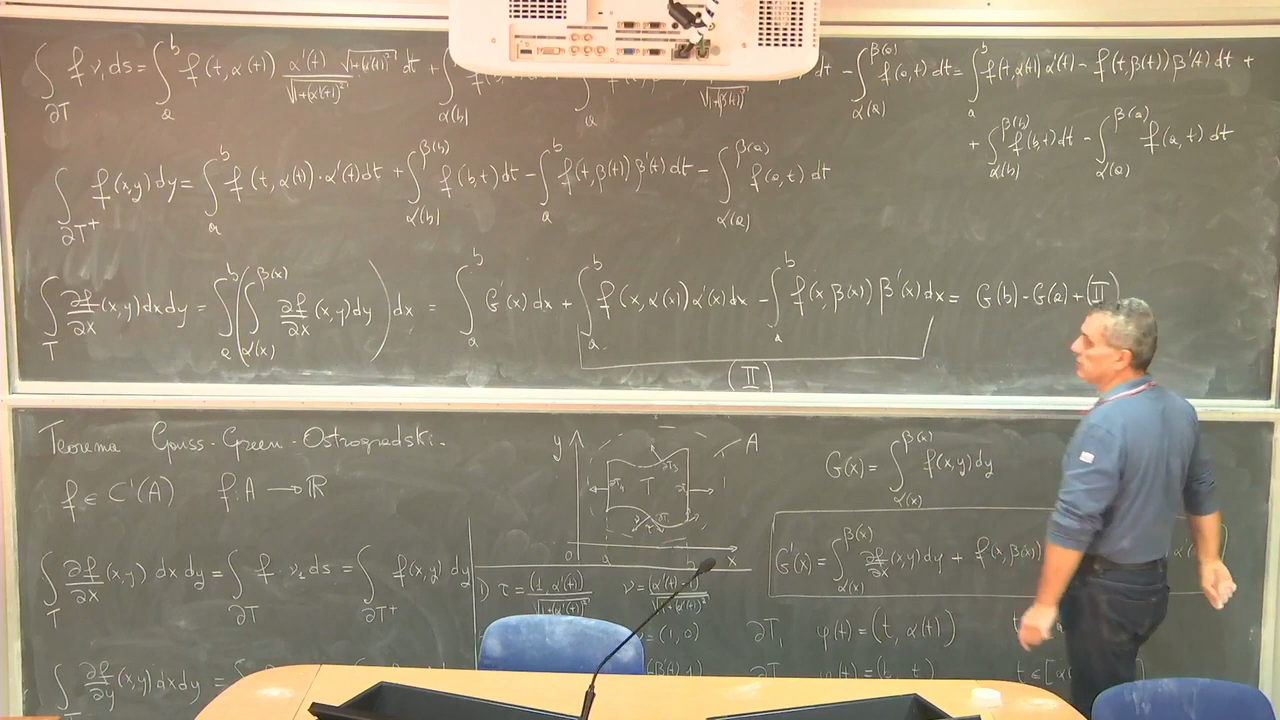 ∫_{∂T} f ν₁ ds = ∫_a^b f(t, α(t)) α'(t)/√(1+(α'(t))²) √(1+(α'(t))²) dt + ∫_{α(b)} dt − ∫_{α(a)}^{β(a)} f(a,t) dt = ∫_a^b f(t, α(t)) α'(t) − f(t, β(t)) β'(t) dt +
+ ∫_{α(b)}^{β(b)} f(b,t) dt − ∫_{α(a)}^{β(a)} f(a,t) dt
∫_{∂T⁺} f(x,y) dy = ∫_a^b f(t, α(t)) · α'(t) dt + ∫_{α(b)}^{β(b)} f(b,t) dt − ∫_a^b f(t, β(t)) β'(t) dt − ∫_{α(a)}^{β(a)} f(a,t) dt
∫_T ∂f/∂x (x,y) dx dy = ∫_a^b ( ∫_{α(x)}^{β(x)} ∂f/∂x (x,y) dy ) dx = ∫_a^b G'(x) dx + ∫_a^b f(x, α(x)) α'(x) dx − ∫_a^b f(x, β(x)) β'(x) dx = G(b) - G(a) + (II)
(II)
Teorema Gauss-Green-Ostrogradski.
f ∈ C'(A) f: A → ℝ
∫_T ∂f/∂x (x,y) dx dy = ∫_{∂T} f · ν₁ ds = ∫_{∂T⁺} f(x,y) dy
∫_T ∂f/∂y (x,y) dx dy =
y A
T
0 a b x
1) τ = (1, α'(t))/√(1+(α'(t))²) ν = (α'(t), -1)/√(1+(α'(t))²)
= (1, 0)
G(x) = ∫_{α(x)}^{β(x)} f(x,y) dy
G'(x) = ∫_{α(x)}^{β(x)} ∂f/∂x (x,y) dy + f(x, β(x))
∂T₁ φ(t) = (t, α(t))
φ(t) = (b, t) t ∈ [α(